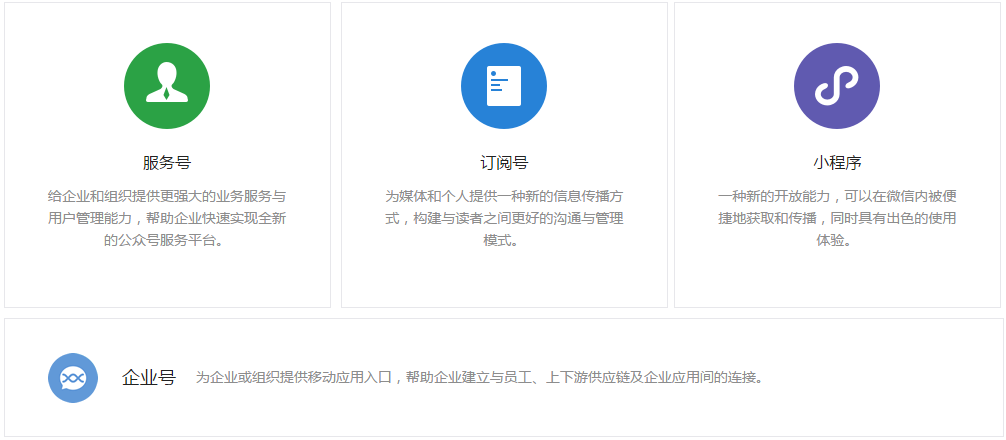 服务号
给企业和组织提供更强大的业务服务与
用户管理能力，帮助企业快速实现全新
的公众号服务平台。
订阅号
为媒体和个人提供一种新的信息传播方
式，构建与读者之间更好的沟通与管理
模式。
小程序
一种新的开放能力，可以在微信内被便
捷地获取和传播，同时具有出色的使用
体验。
企业号
为企业或组织提供移动应用入口，帮助企业建立与员工、上下游供应链及企业应用间的连接。